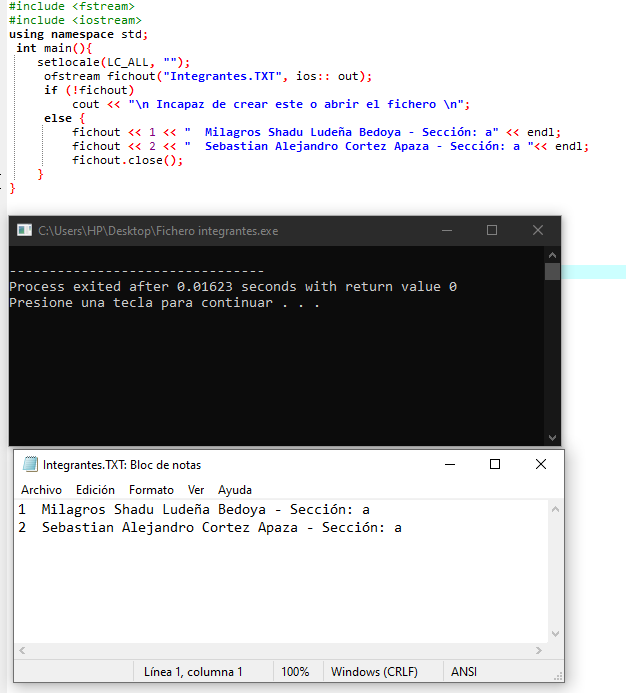 #include <fstream>
#include <iostream>
using namespace std;
int main(){
setlocale(LC_ALL, "");
ofstream fichout("Integrantes.TXT", ios:: out);
if (!fichout)
cout << "\n Incapaz de crear este o abrir el fichero \n";
else {
fichout << 1 << "  Milagros Shadu Ludeña Bedoya - Sección: a" << endl;
fichout << 2 << "  Sebastian Alejandro Cortez Apaza - Sección: a "<< endl;
fichout.close();
}
}
C:\Users\HP\Desktop\Fichero integrantes.exe
--------------------------------
Process exited after 0.01623 seconds with return value 0
Presione una tecla para continuar . . .
Integrantes.TXT: Bloc de notas
Archivo Edición Formato Ver Ayuda
1  Milagros Shadu Ludeña Bedoya - Sección: a
2  Sebastian Alejandro Cortez Apaza - Sección: a
Línea 1, columna 1 100% Windows (CRLF) ANSI